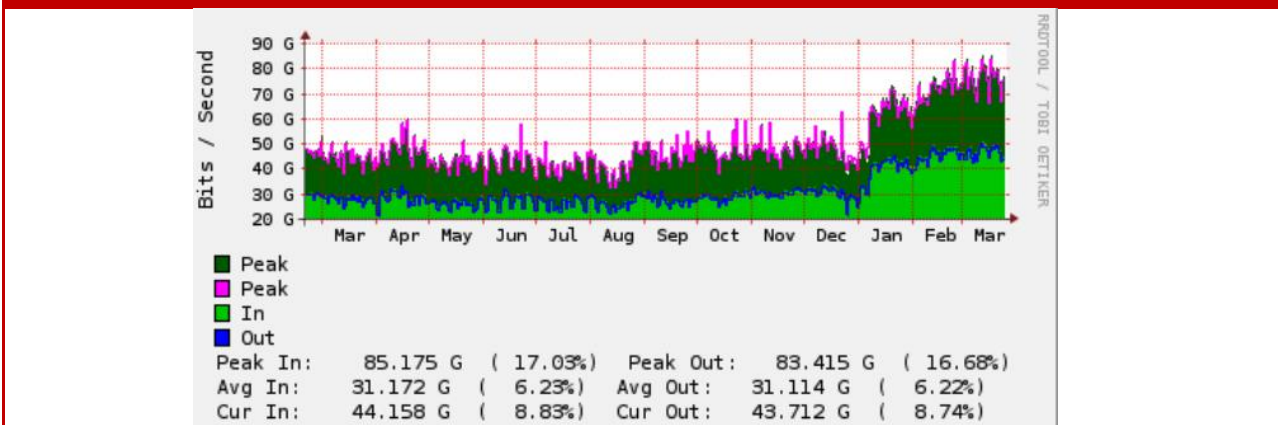 90 G
80 G
70 G
60 G
50 G
40 G
30 G
20 G
Bits / Second
Mar Apr May Jun Jul Aug Sep Oct Nov Dec Jan Feb Mar
RRDTOOL / TOBI OETIKER
Peak
Peak
In
Out
Peak In: 85.175 G ( 17.03%) Peak Out: 83.415 G ( 16.68%)
Avg In: 31.172 G ( 6.23%) Avg Out: 31.114 G ( 6.22%)
Cur In: 44.158 G ( 8.83%) Cur Out: 43.712 G ( 8.74%)